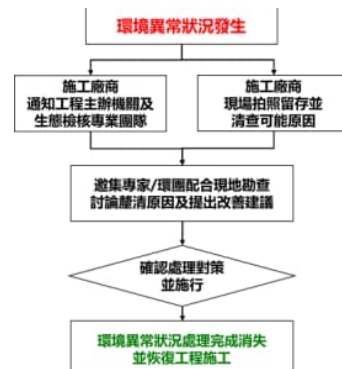 環境異常狀況發生
施工廠商
通知工程主辦機關及
生態檢核專業團隊
施工廠商
現場拍照留存並
清查可能原因
邀集專家/環團配合現地勘查
討論釐清原因及提出改善建議
確認處理對策
並施行
環境異常狀況處理完成消失
並恢復工程施工